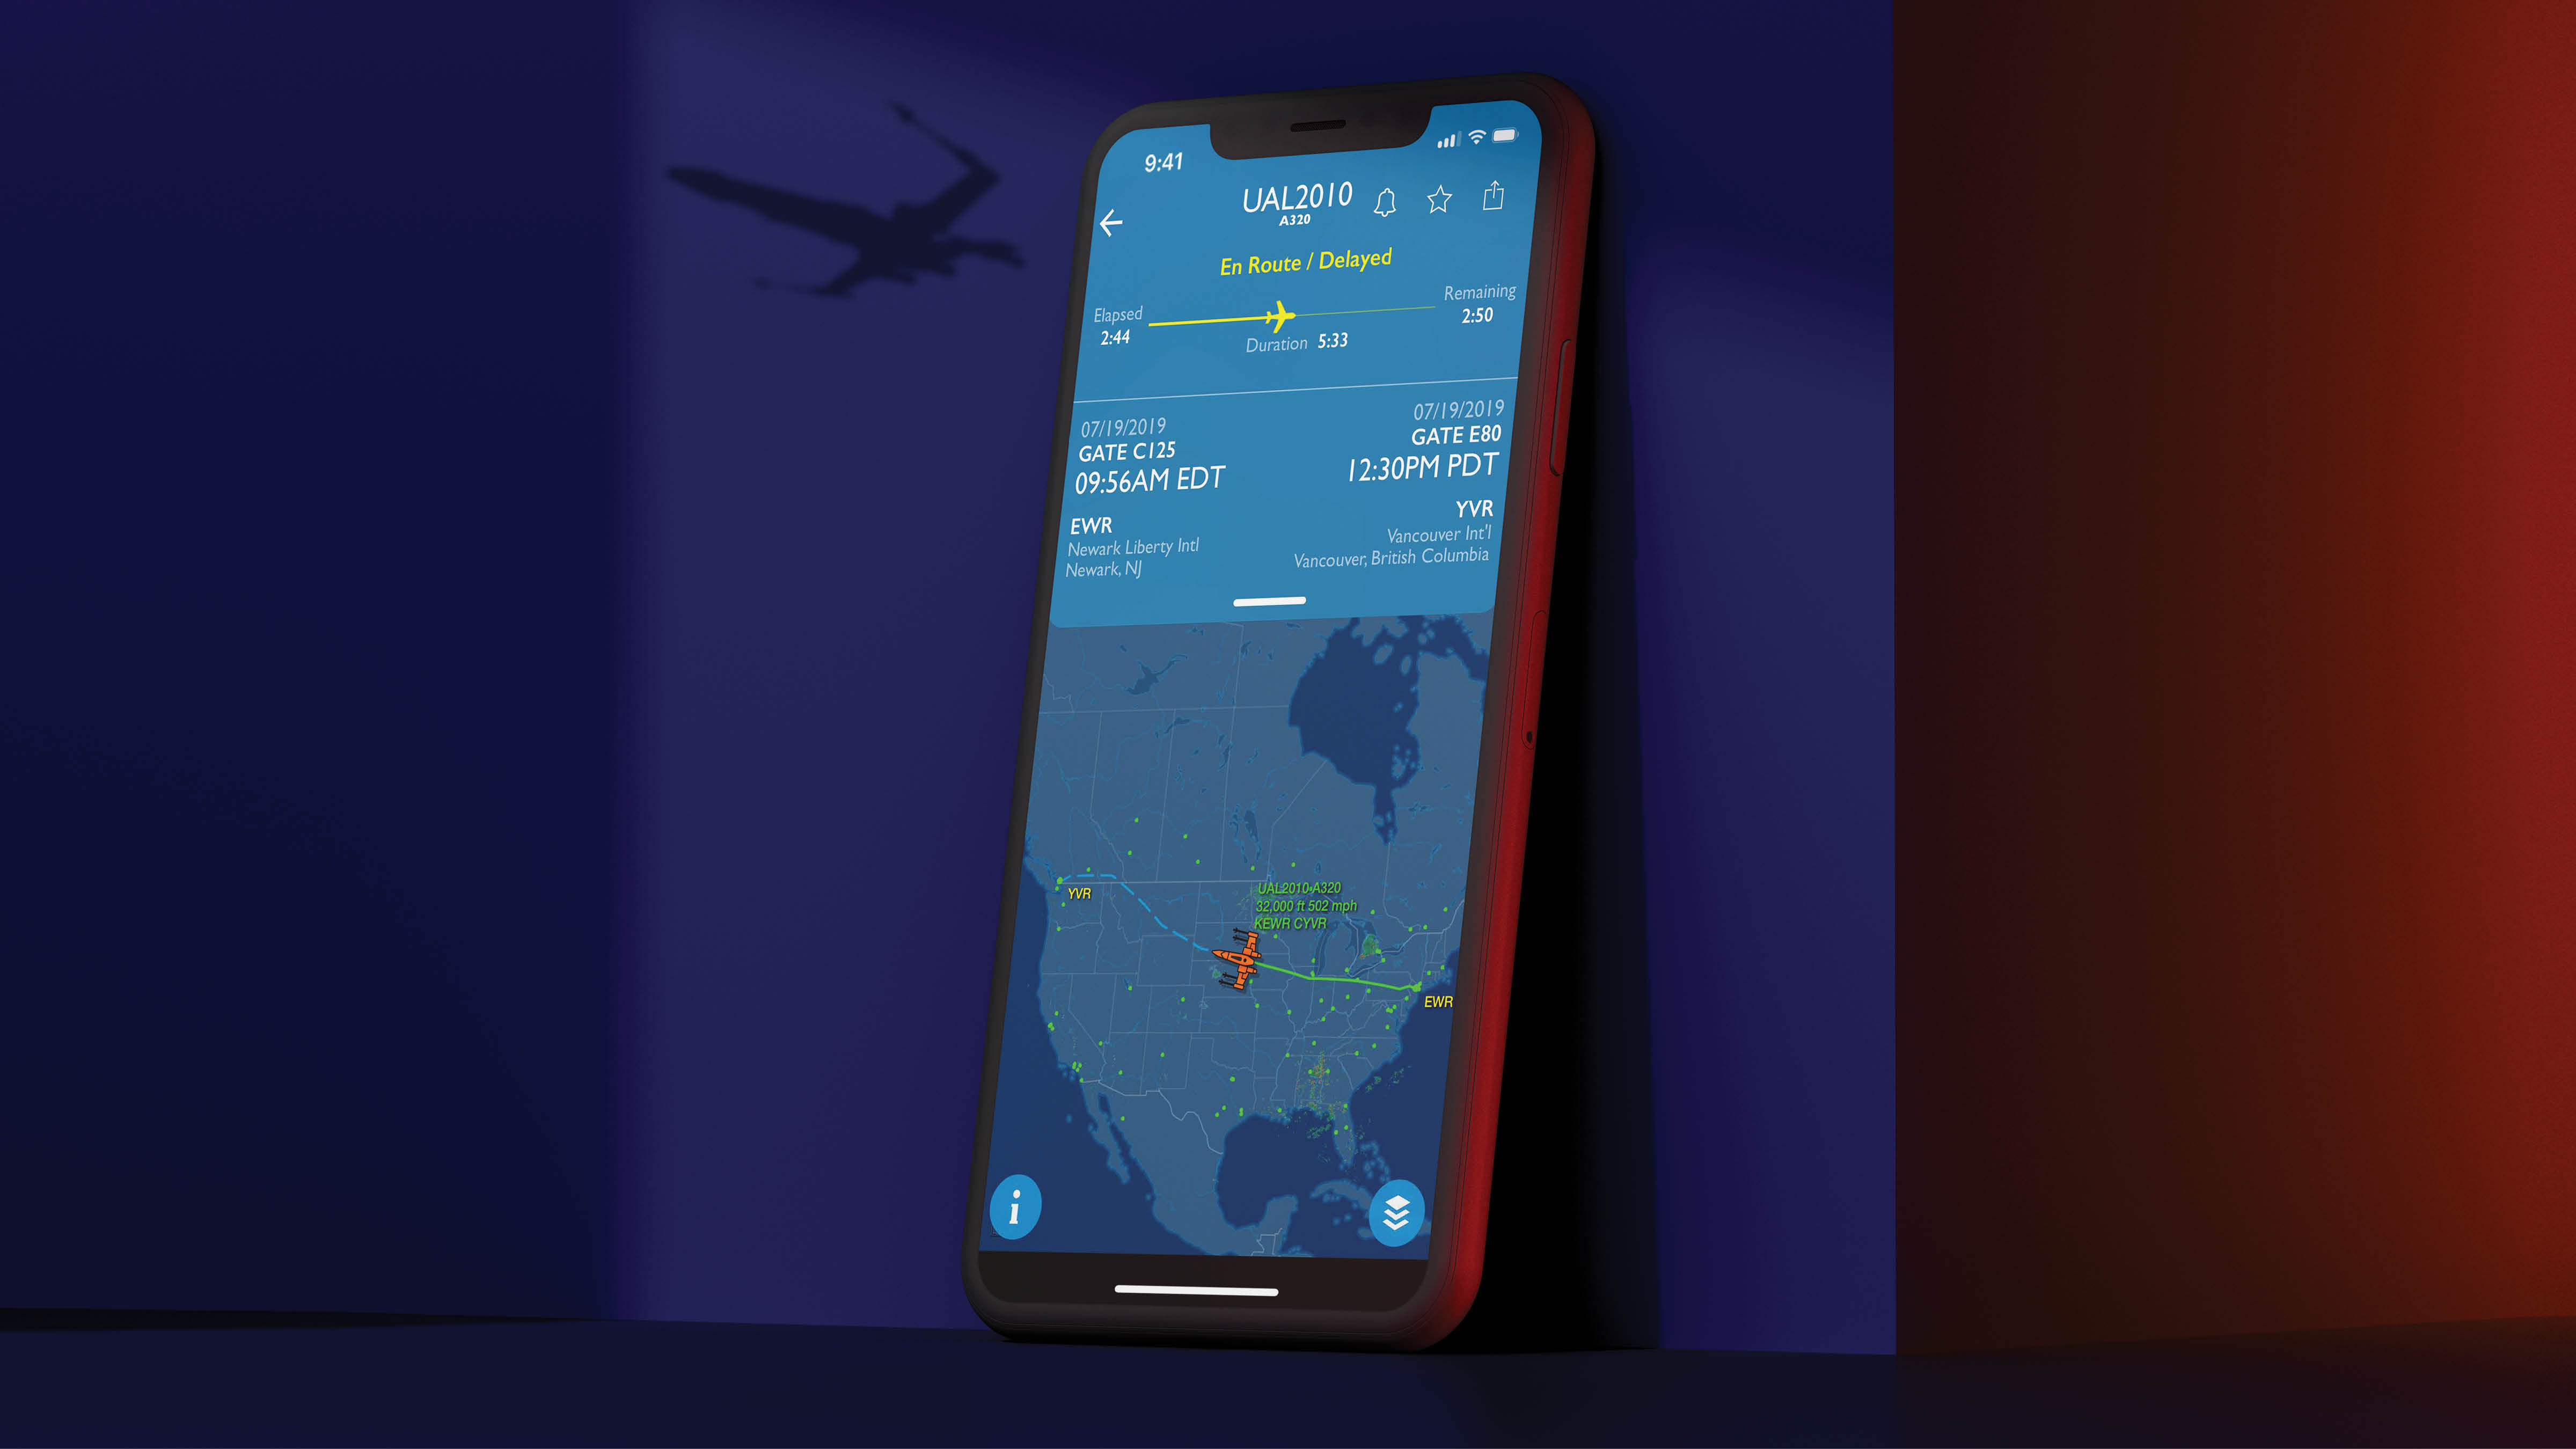 9:41
UAL2010
A320
En Route / Delayed
Elapsed
2:44
Remaining
2:50
Duration 5:33
07/19/2019
GATE C125
09:56AM EDT
EWR
Newark Liberty Intl
Newark, NJ
07/19/2019
GATE E80
12:30PM PDT
YVR
Vancouver Int'l
Vancouver, British Columbia
YVR
UAL2010 A320
32,000 ft 502 mph
KEWR CYVR
EWR
i